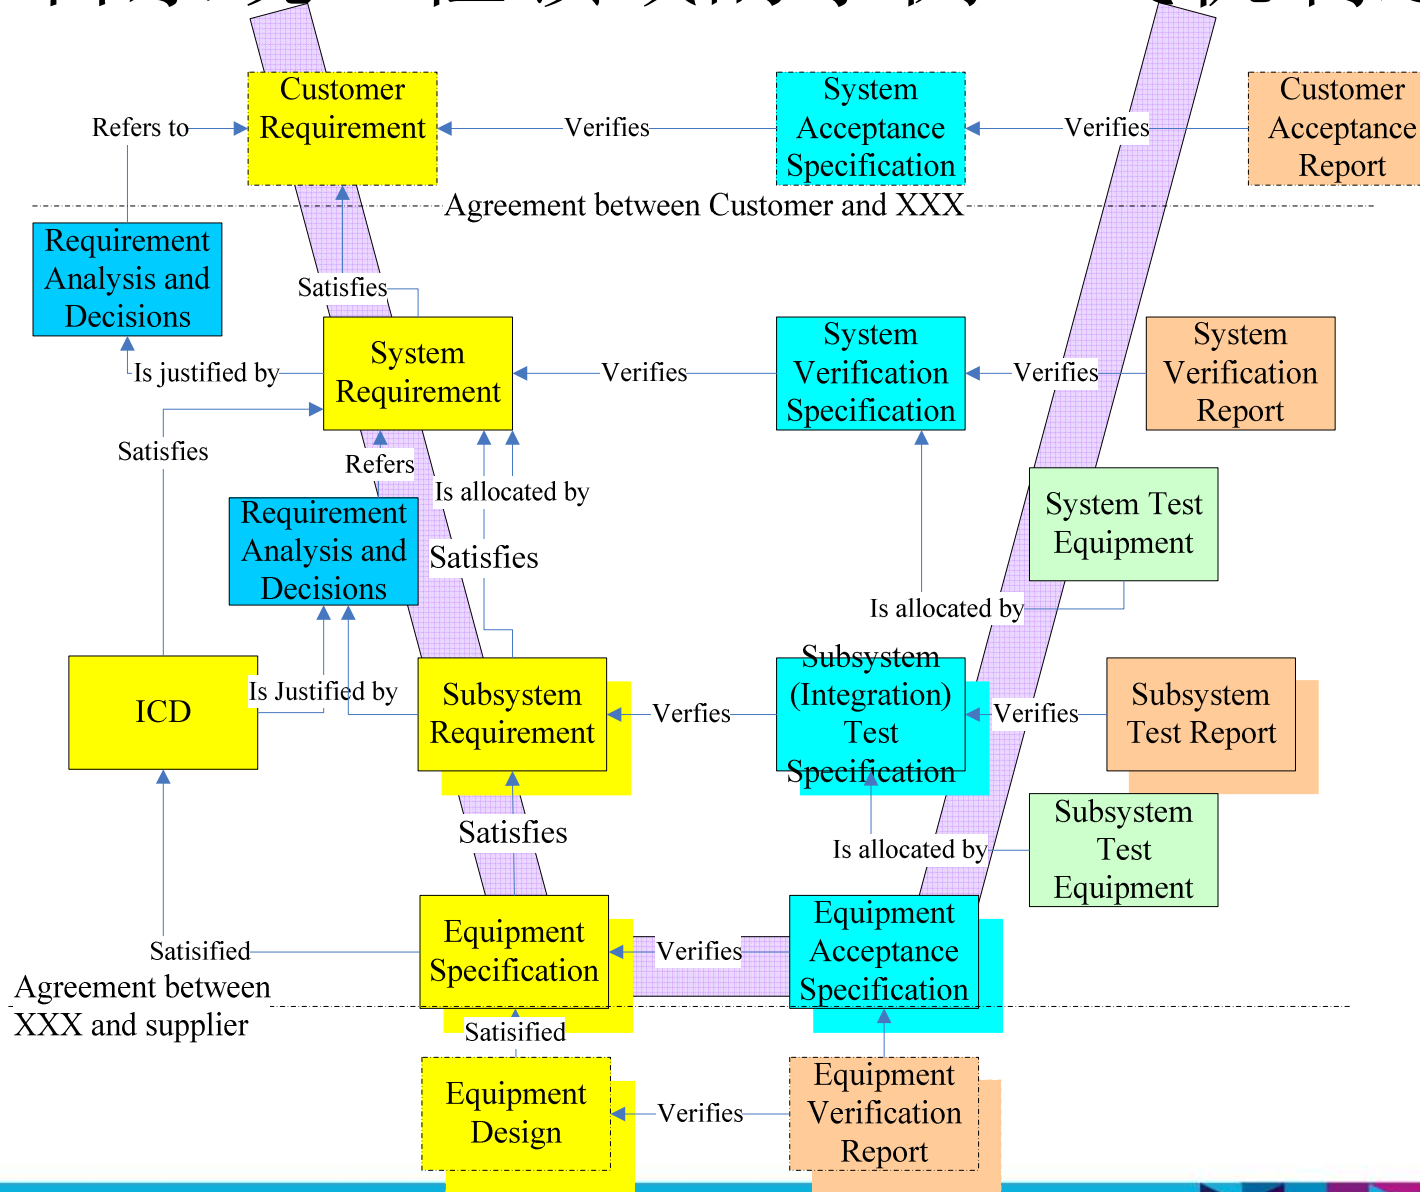 Customer
Requirement
System
Acceptance
Specification
Customer
Acceptance
Report
Refers to
Verifies
Verifies
Agreement between Customer and XXX
Requirement
Analysis and
Decisions
Satisfies
System
Requirement
System
Verification
Specification
System
Verification
Report
Is justified by
Verifies
Verifies
Satisfies
Refers
Is allocated by
Requirement
Analysis and
Decisions
Satisfies
System Test
Equipment
Is allocated by
ICD
Is Justified by
Subsystem
Requirement
Verfies
Subsystem
(Integration)
Test
Specification
Verifies
Subsystem
Test Report
Satisfies
Is allocated by
Subsystem
Test
Equipment
Satisified
Equipment
Specification
Verifies
Equipment
Acceptance
Specification
Agreement between
XXX and supplier
Satisified
Equipment
Design
Verifies
Equipment
Verification
Report